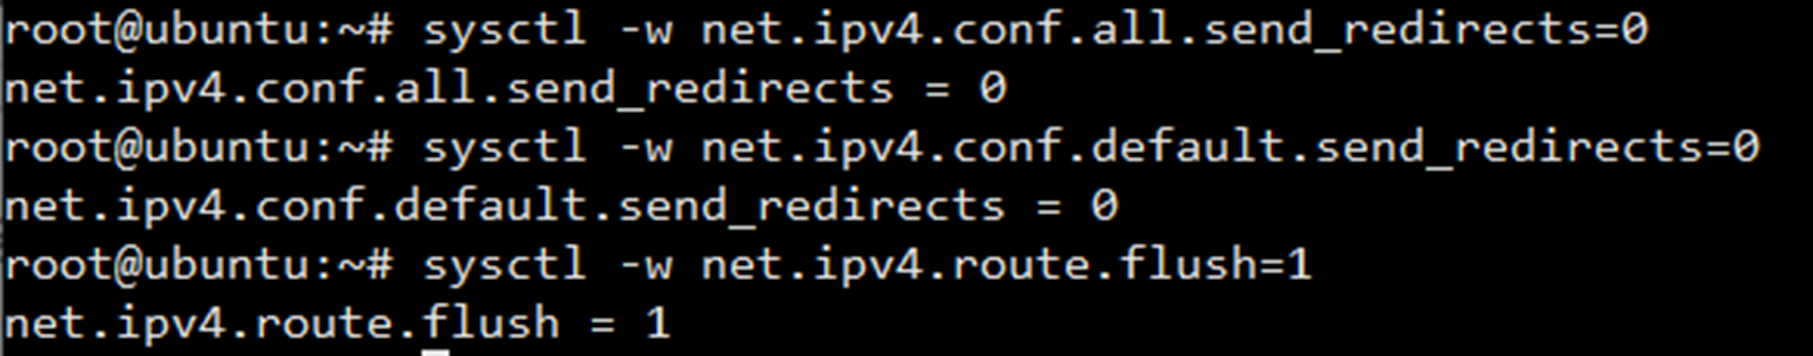 root@ubuntu:~# sysctl -w net.ipv4.conf.all.send_redirects=0
net.ipv4.conf.all.send_redirects = 0
root@ubuntu:~# sysctl -w net.ipv4.conf.default.send_redirects=0
net.ipv4.conf.default.send_redirects = 0
root@ubuntu:~# sysctl -w net.ipv4.route.flush=1
net.ipv4.route.flush = 1